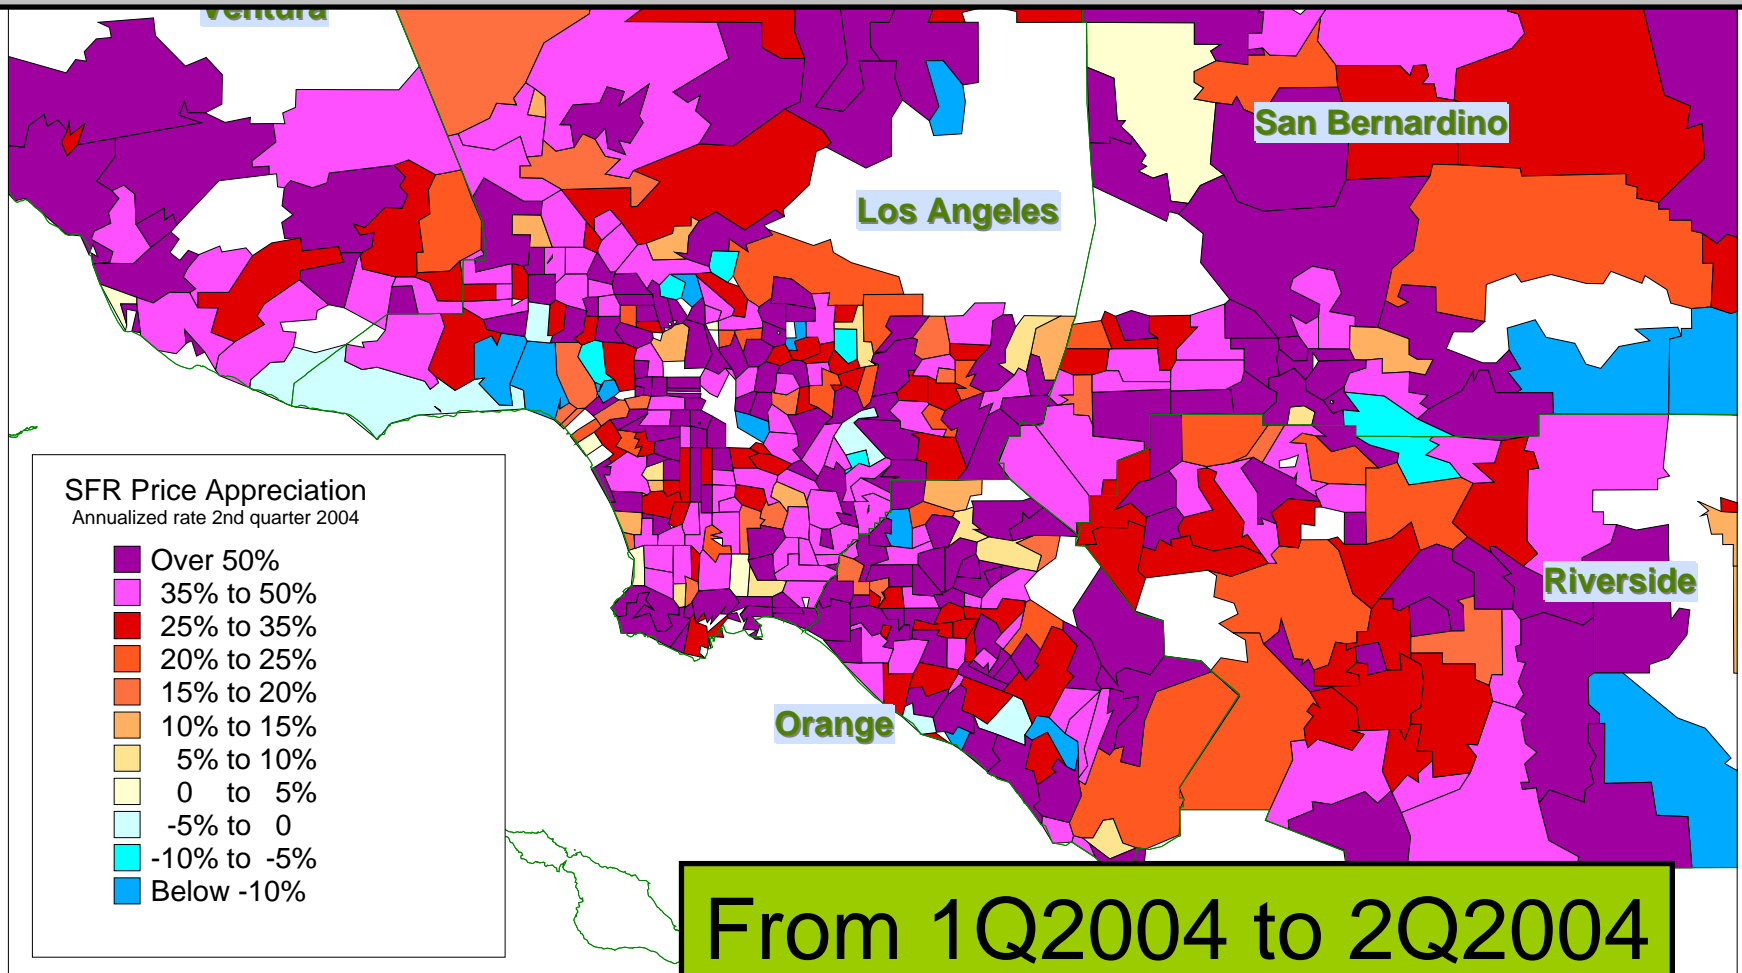 Ventura
San Bernardino
Los Angeles
SFR Price Appreciation
Annualized rate 2nd quarter 2004
Over 50%
35% to 50%
25% to 35%
20% to 25%
15% to 20%
10% to 15%
5% to 10%
0 to 5%
-5% to 0
-10% to -5%
Below -10%
Riverside
Orange
From 1Q2004 to 2Q2004